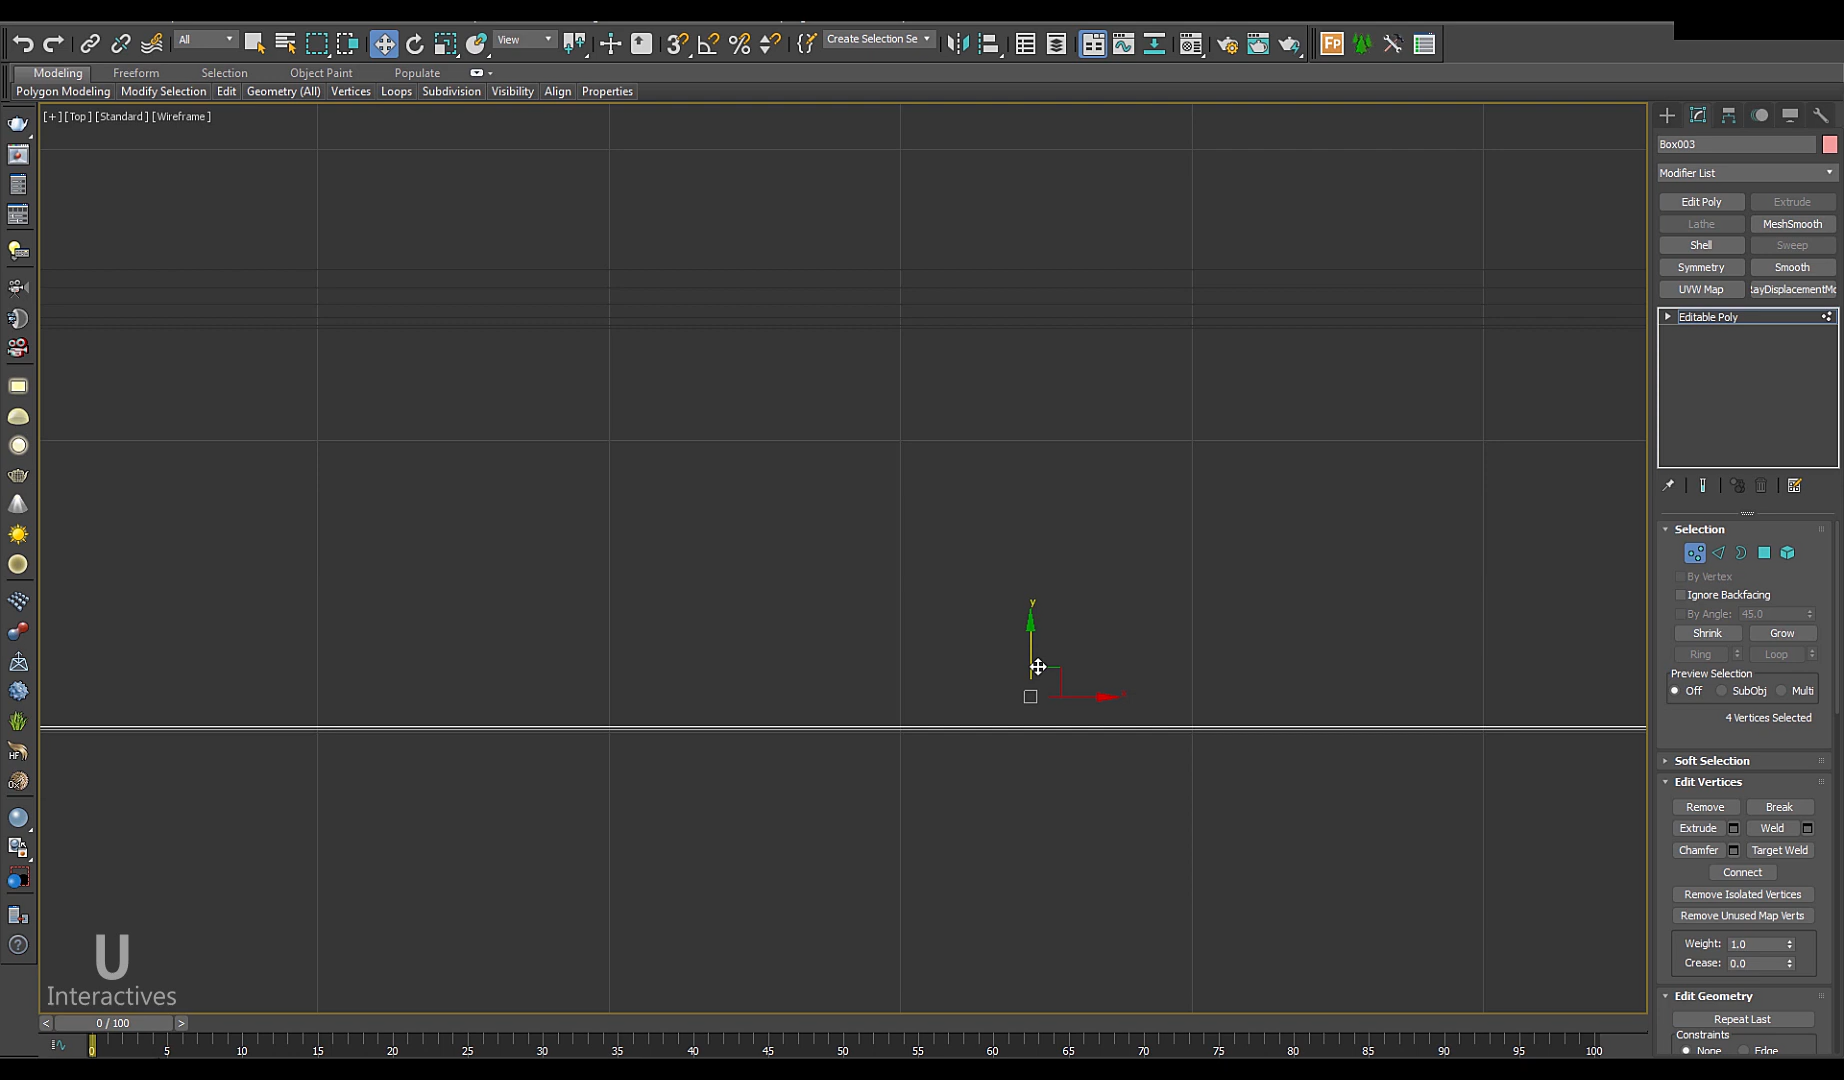 All
View
Create Selection Se
Fp
Modeling Freeform Selection Object Paint Populate
Polygon Modeling Modify Selection Edit Geometry (All) Vertices Loops Subdivision Visibility Align Properties
[+] [Top ] [Standard ] [Wireframe ]
Box003
Modifier List
Edit Poly Extrude
Lathe MeshSmooth
Shell Sweep
Symmetry Smooth
UVW Map ayDisplacementMo
Editable Poly
Selection
By Vertex
Ignore Backfacing
By Angle: 45.0
Shrink Grow
Ring Loop
Preview Selection
Off SubObj Multi
4 Vertices Selected
Soft Selection
Edit Vertices
Remove Break
Extrude Weld
Chamfer Target Weld
Connect
Remove Isolated Vertices
Remove Unused Map Verts
Weight: 1.0
Crease: 0.0
Edit Geometry
Repeat Last
Constraints
None Edge
y
x
HF
OX
U
Interactives
< 0 / 100 >
0 5 10 15 20 25 30 35 40 45 50 55 60 65 70 75 80 85 90 95 100